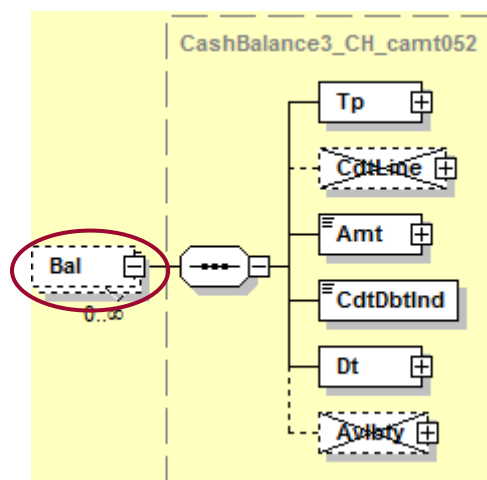 CashBalance3_CH_camt052
Tp
CdtLine
Amt
Bal
0..∞
CdtDbtInd
Dt
Avlbty